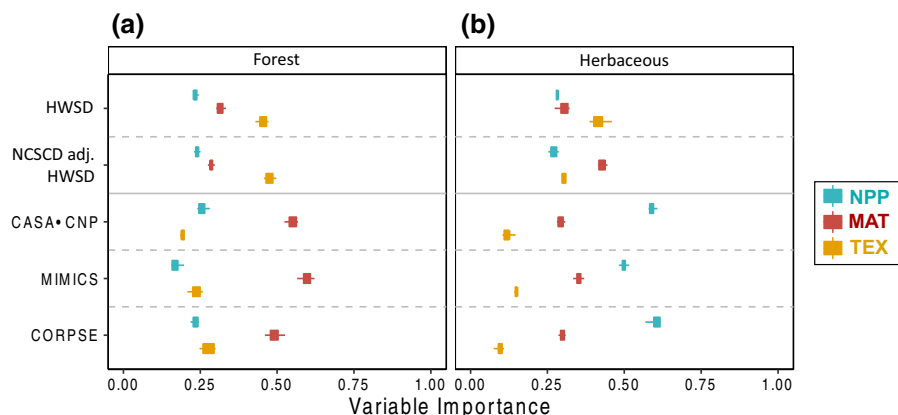 (a) (b)
Forest Herbaceous
HWSD
NCSCD adj.
HWSD
CASA•CNP
MIMICS
CORPSE
NPP
MAT
TEX
0.00 0.25 0.50 0.75 1.00 0.00 0.25 0.50 0.75 1.00
Variable Importance